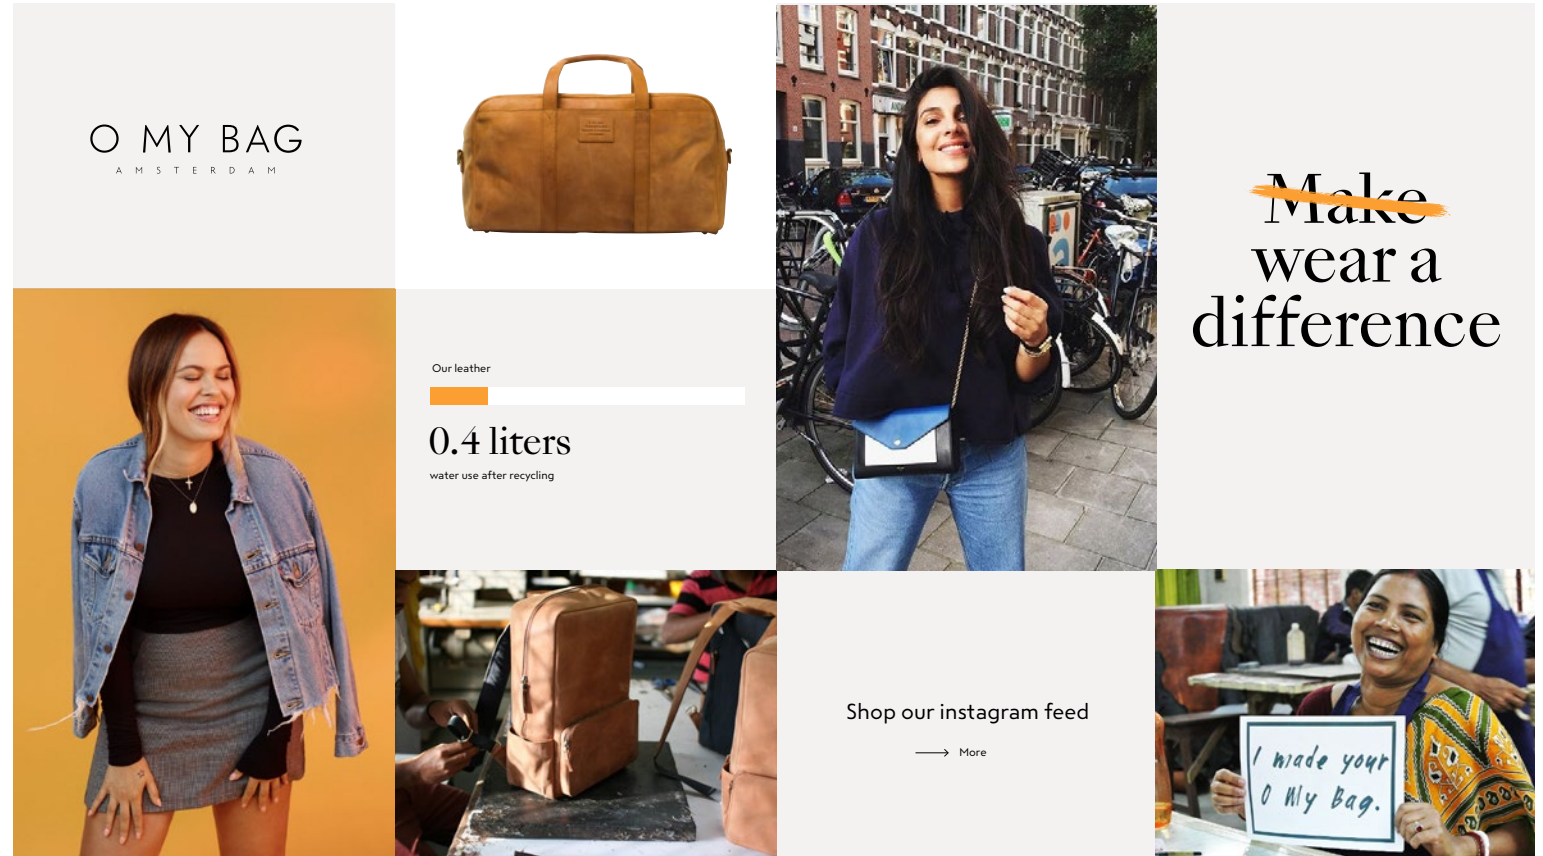 O MY BAG
AMSTERDAM
Make
wear a
difference
Our leather
0.4 liters
water use after recycling
Shop our instagram feed
More
I made your
O My Bag.